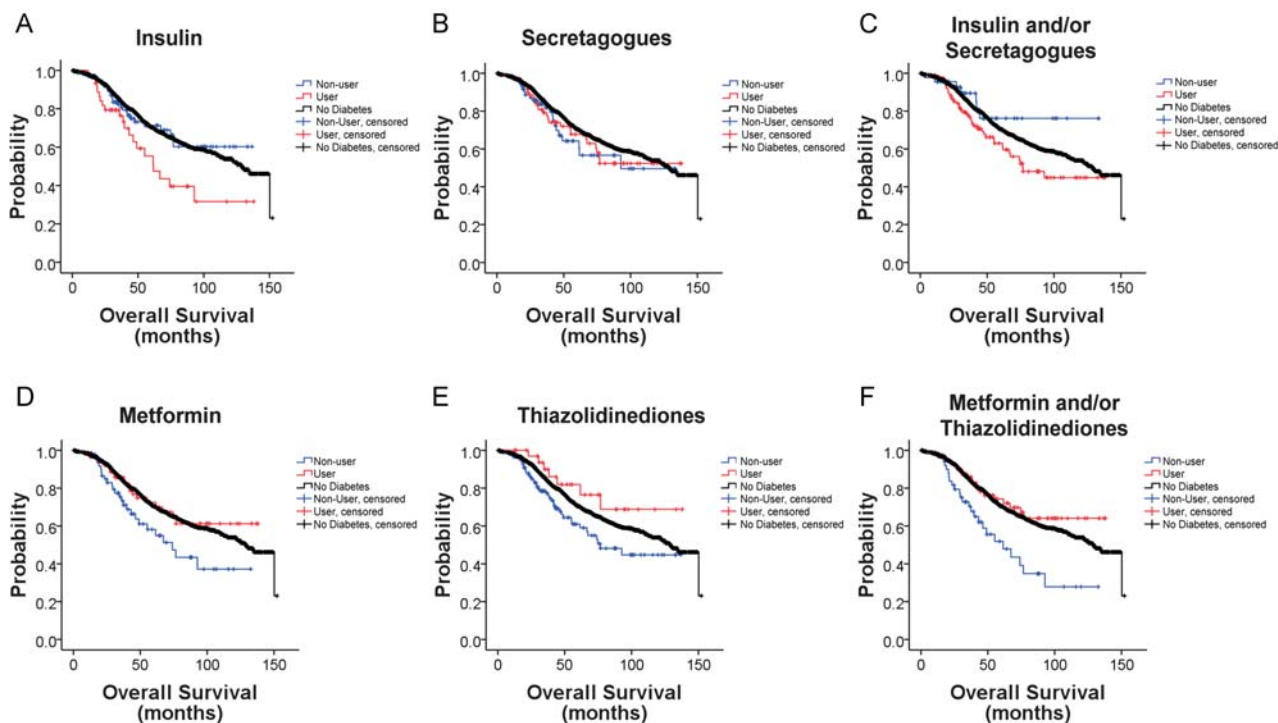 A
Insulin
Probability
1.0
0.8
0.6
0.4
0.2
0.0
0
50
100
150
Overall Survival
(months)
Non-user
User
No Diabetes
Non-User, censored
User, censored
No Diabetes, censored
B
Secretagogues
Probability
1.0
0.8
0.6
0.4
0.2
0.0
0
50
100
150
Overall Survival
(months)
Non-user
User
No Diabetes
Non-User, censored
User, censored
No Diabetes, censored
C
Insulin and/or
Secretagogues
Probability
1.0
0.8
0.6
0.4
0.2
0.0
0
50
100
150
Overall Survival
(months)
Non-user
User
No Diabetes
Non-User, censored
User, censored
No Diabetes, censored
D
Metformin
Probability
1.0
0.8
0.6
0.4
0.2
0.0
0
50
100
150
Overall Survival
(months)
Non-user
User
No Diabetes
Non-User, censored
User, censored
No Diabetes, censored
E
Thiazolidinediones
Probability
1.0
0.8
0.6
0.4
0.2
0.0
0
50
100
150
Overall Survival
(months)
Non-user
User
No Diabetes
Non-User, censored
User, censored
No Diabetes, censored
F
Metformin and/or
Thiazolidinediones
Probability
1.0
0.8
0.6
0.4
0.2
0.0
0
50
100
150
Overall Survival
(months)
Non-user
User
No Diabetes
Non-User, censored
User, censored
No Diabetes, censored